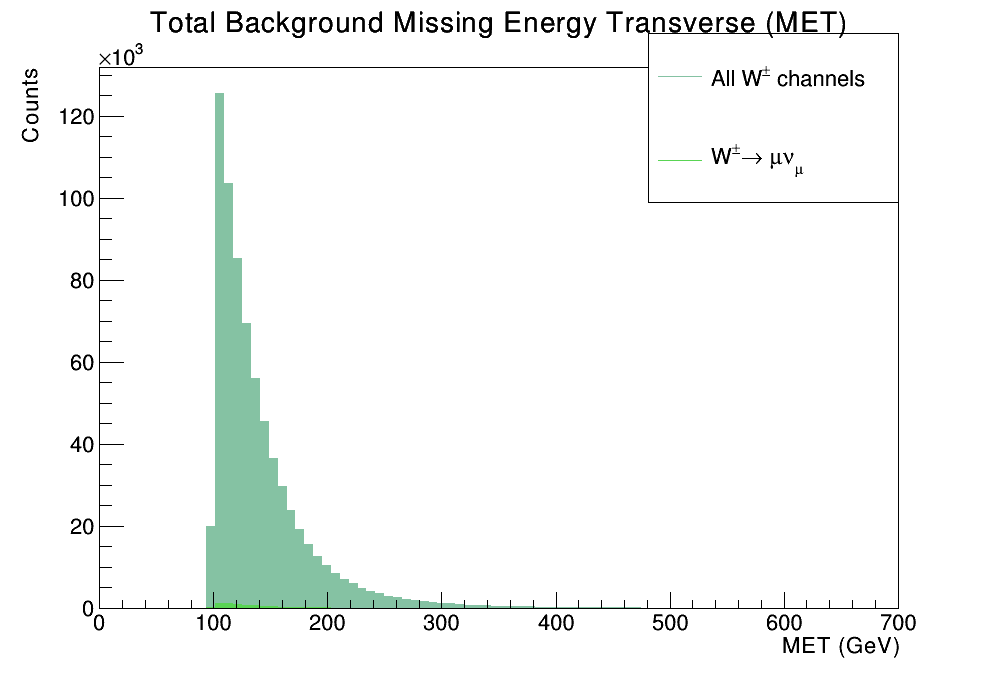 Total Background Missing Energy Transverse (MET)
×10³
Counts
120
100
80
60
40
20
0
0 100 200 300 400 500 600 700
MET (GeV)
All W± channels
W± → μν_μ